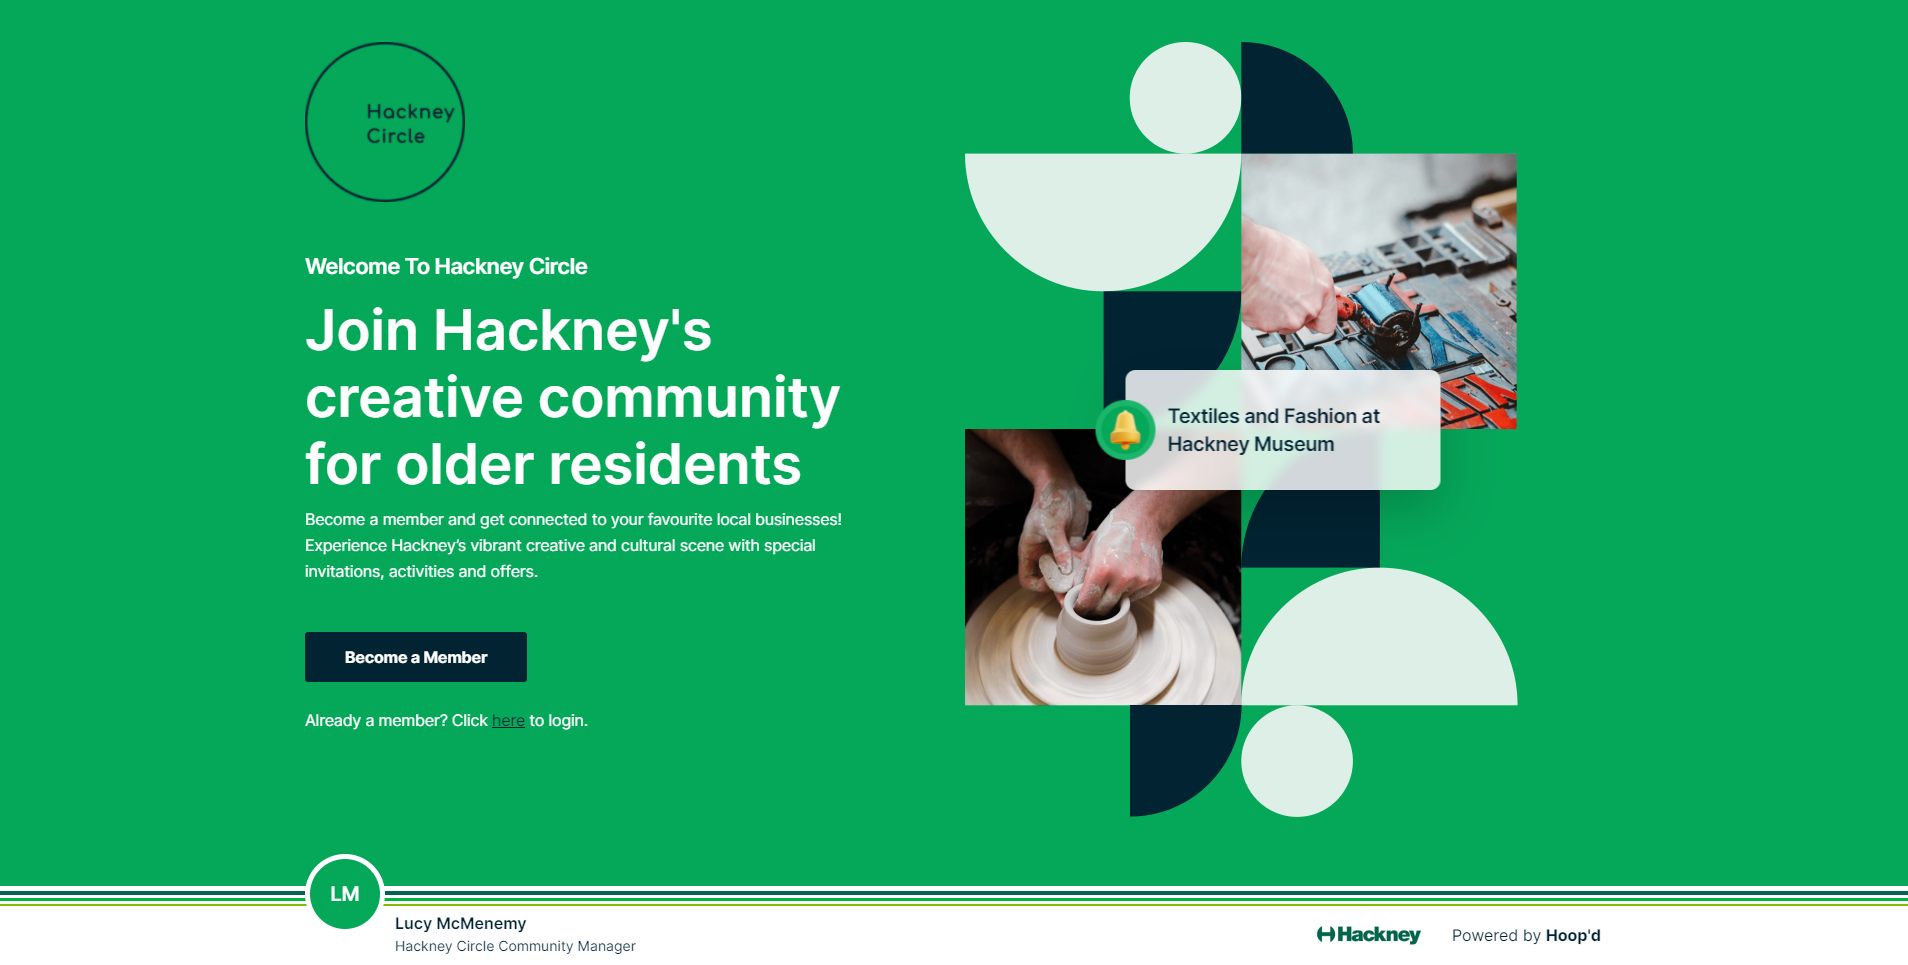 Hackney
Circle
Welcome To Hackney Circle
Join Hackney's
creative community
for older residents
Become a member and get connected to your favourite local businesses!
Experience Hackney’s vibrant creative and cultural scene with special
invitations, activities and offers.
Become a Member
Already a member? Click here to login.
Textiles and Fashion at
Hackney Museum
LM
Lucy McMenemy
Hackney Circle Community Manager
Hackney
Powered by Hoop'd